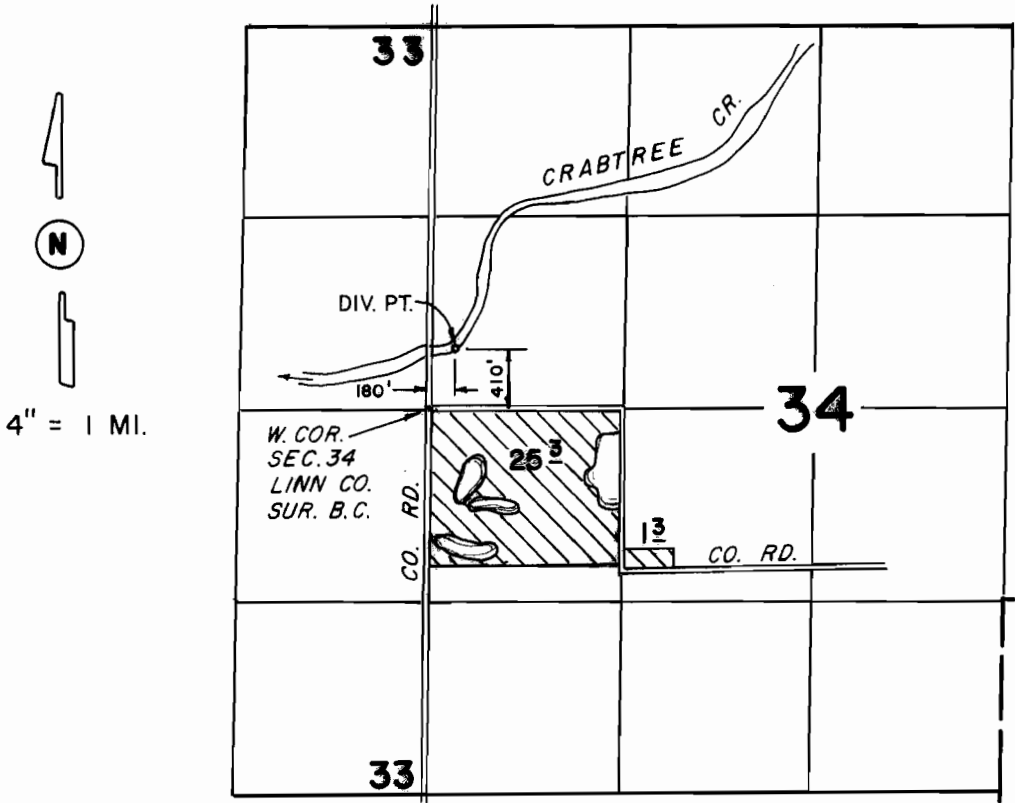 33
CRABTREE CR.
N
DIV. PT.
180'
410'
4" = 1 MI.
34
W. COR.
SEC. 34
LINN CO.
SUR. B.C.
CO. RD.
25 3
1 3
CO. RD.
33